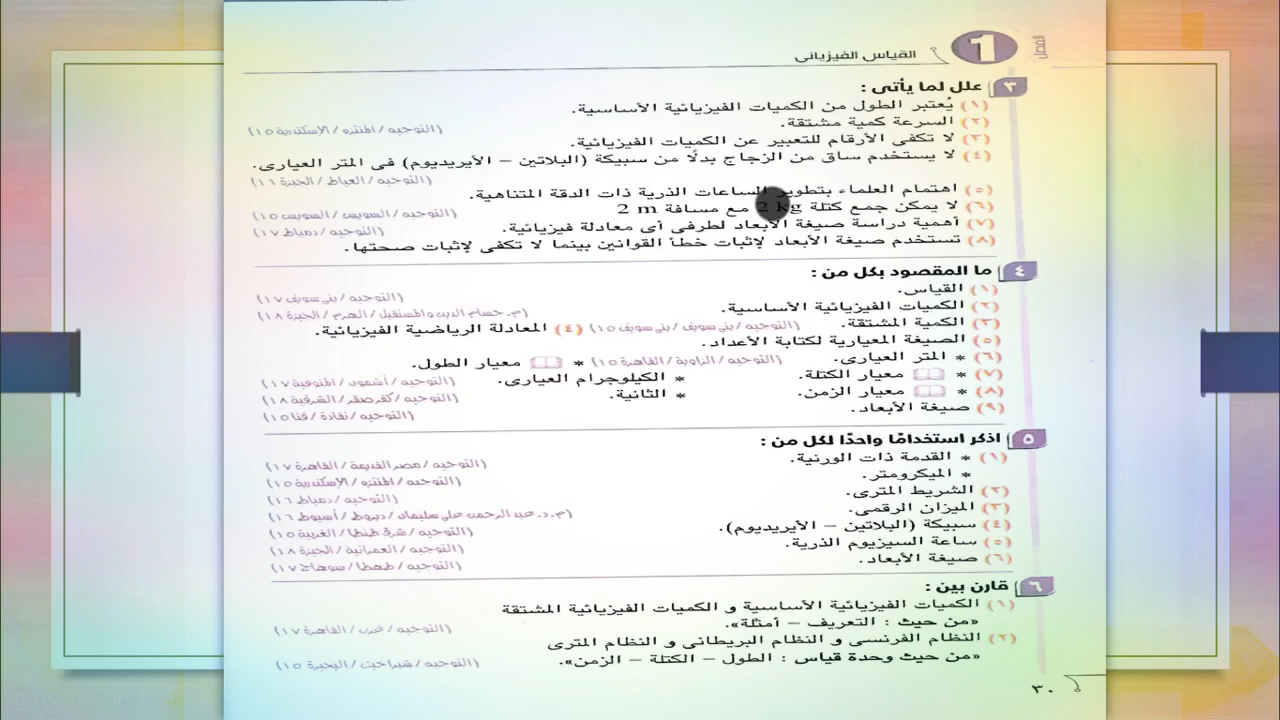 الفصل
1
القياس الفيزيائى
٣ علل لما يأتى :
(١) يُعتبر الطول من الكميات الفيزيائية الأساسية.
(٢) السرعة كمية مشتقة. (التوجيه / المنتزه / الإسكندرية ١٥)
(٣) لا تكفى الأرقام للتعبير عن الكميات الفيزيائية.
(٤) لا يستخدم ساق من الزجاج بدلًا من سبيكة (البلاتين – الأيريديوم) فى المتر العيارى.
(التوجيه / العياط / الجيزة ١٦)
(٥) اهتمام العلماء بتطوير الساعات الذرية ذات الدقة المتناهية.
(٦) لا يمكن جمع كتلة 2 kg مع مسافة 2 m (التوجيه / السويس / السويس ١٥)
(٧) أهمية دراسة صيغة الأبعاد لطرفى أى معادلة فيزيائية. (التوجيه / دمياط ١٧)
(٨) تستخدم صيغة الأبعاد لإثبات خطأ القوانين بينما لا تكفى لإثبات صحتها.
٤ ما المقصود بكل من :
(١) القياس. (التوجيه / بنى سويف ١٧)
(٢) الكميات الفيزيائية الأساسية. (م. حسام الدين والمستقبل / الهرم / الجيزة ١٨)
(٣) الكمية المشتقة. (التوجيه / بنى سويف / بنى سويف ١٥) (٤) المعادلة الرياضية الفيزيائية.
(٥) الصيغة المعيارية لكتابة الأعداد.
(٦) * المتر العيارى. (التوجيه / الزاوية / القاهرة ١٥) * معيار الطول.
(٧) * معيار الكتلة. * الكيلوجرام العيارى. (التوجيه / أشمون / المنوفية ١٧)
(٨) * معيار الزمن. * الثانية. (التوجيه / كفر صقر / الشرقية ١٨)
(٩) صيغة الأبعاد. (التوجيه / نقادة / قنا ١٥)
٥ اذكر استخدامًا واحدًا لكل من :
(١) * القدمة ذات الورنية. (التوجيه / مصر القديمة / القاهرة ١٧)
* الميكرومتر. (التوجيه / المنتزه / الإسكندرية ١٥)
(٢) الشريط المترى. (التوجيه / دمياط ١٦)
(٣) الميزان الرقمى. (م. د. عبد الرحمن على سليمان / ديروط / أسيوط ١٦)
(٤) سبيكة (البلاتين – الأيريديوم). (التوجيه / شرق طنطا / الغربية ١٥)
(٥) ساعة السيزيوم الذرية. (التوجيه / العمرانية / الجيزة ١٨)
(٦) صيغة الأبعاد. (التوجيه / طهطا / سوهاج ١٧)
٦ قارن بين :
(١) الكميات الفيزيائية الأساسية و الكميات الفيزيائية المشتقة
«من حيث : التعريف – أمثلة». (التوجيه / غرب / القاهرة ١٧)
(٢) النظام الفرنسى و النظام البريطانى و النظام المترى
«من حيث وحدة قياس : الطول – الكتلة – الزمن». (التوجيه / شبراخيت / البحيرة ١٥)
٣٠